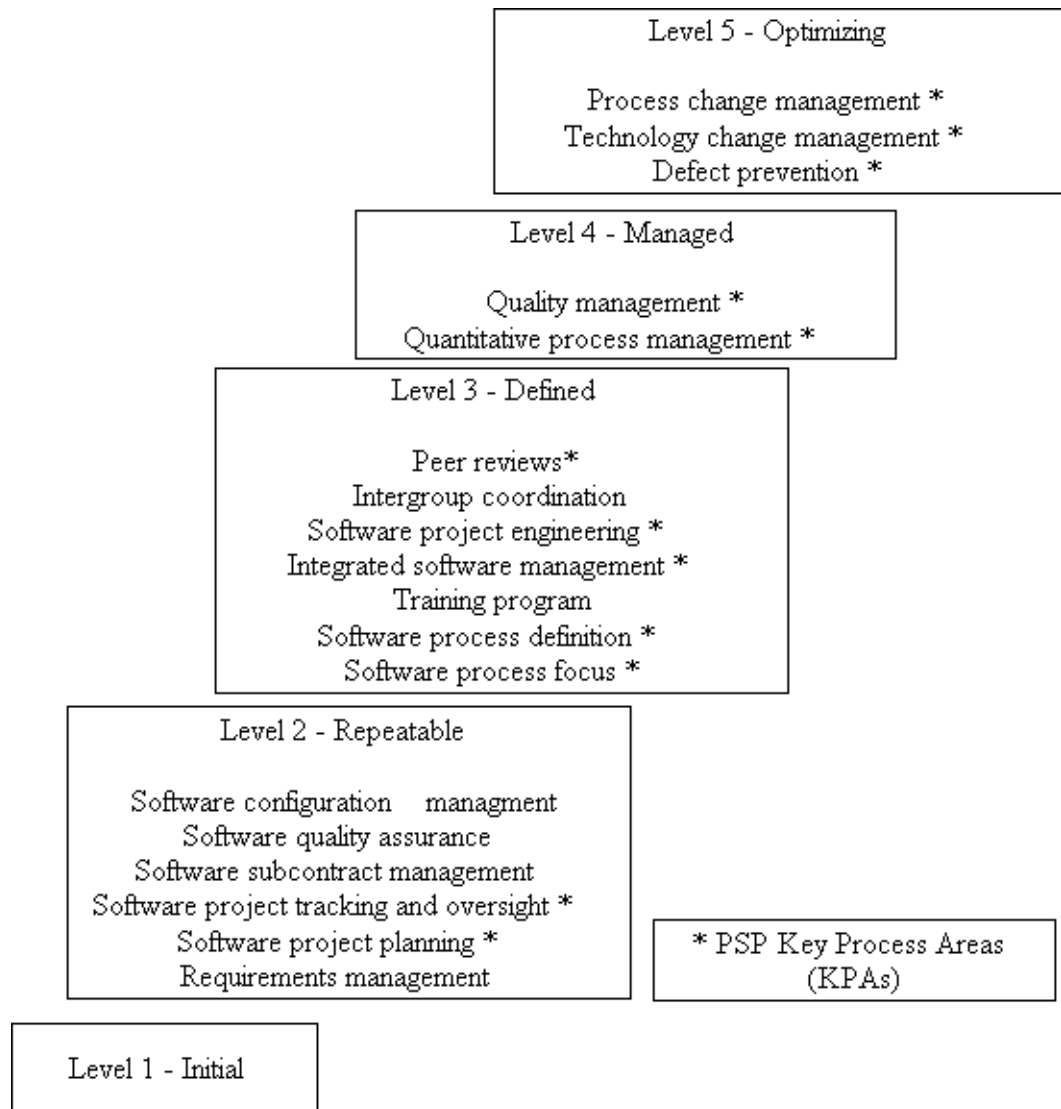 Level 5 - Optimizing
Process change management *
Technology change management *
Defect prevention *
Level 4 - Managed
Quality management *
Quantitative process management *
Level 3 - Defined
Peer reviews*
Intergroup coordination
Software project engineering *
Integrated software management *
Training program
Software process definition *
Software process focus *
Level 2 - Repeatable
Software configuration managment
Software quality assurance
Software subcontract management
Software project tracking and oversight *
Software project planning *
Requirements management
* PSP Key Process Areas
(KPAs)
Level 1 - Initial